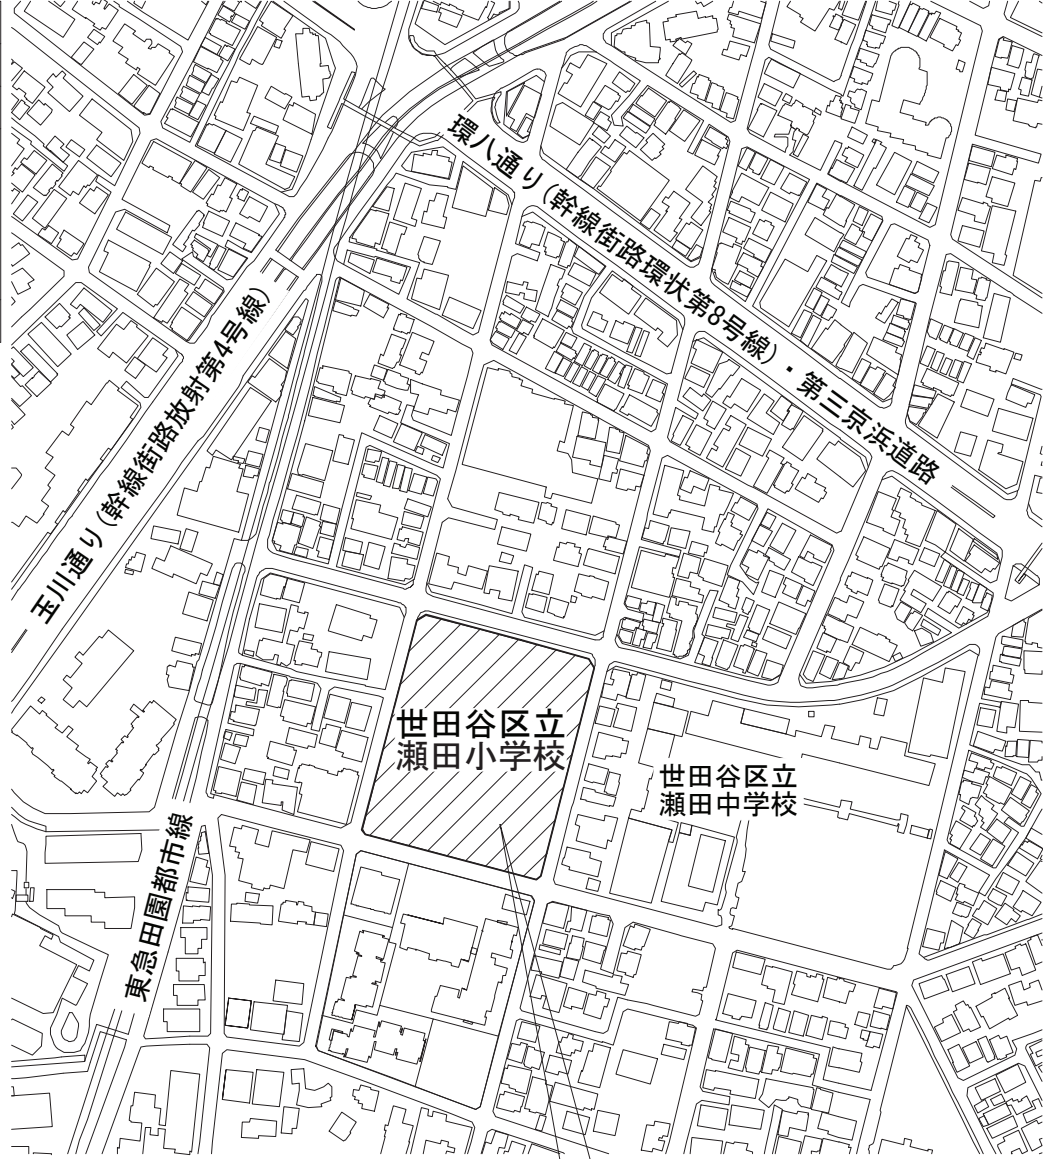 環八通り(幹線街路環状第8号線)・第三京浜道路
玉川通り(幹線街路放射第4号線)
世田谷区立
瀬田小学校
世田谷区立
瀬田中学校
東急田園都市線